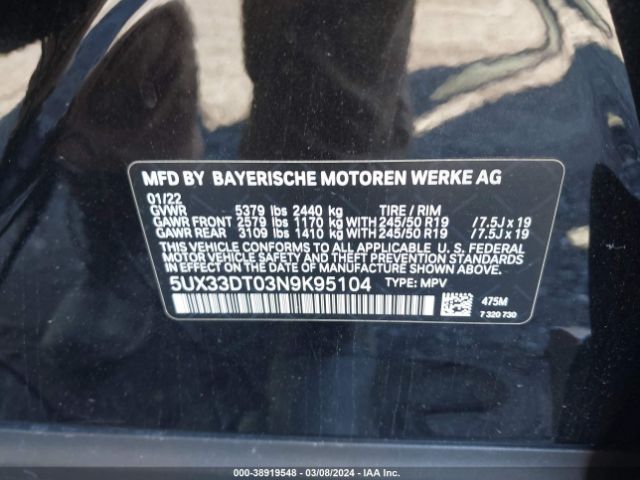 MFD BY BAYERISCHE MOTOREN WERKE AG
01/22
GVWR 5379 lbs 2440 kg TIRE / RIM
GAWR FRONT 2579 lbs 1170 kg WITH 245/50 R19 / 7.5J x 19
GAWR REAR 3109 lbs 1410 kg WITH 245/50 R19 / 7.5J x 19
THIS VEHICLE CONFORMS TO ALL APPLICABLE U. S. FEDERAL
MOTOR VEHICLE SAFETY AND THEFT PREVENTION
STANDARDS IN EFFECT ON THE DATE OF MANUFACTURE SHOWN ABOVE.
5UX33DT03N9K95104 TYPE: MPV
475M
7 320 730
000-38919548 - 03/08/2024 - IAA Inc.